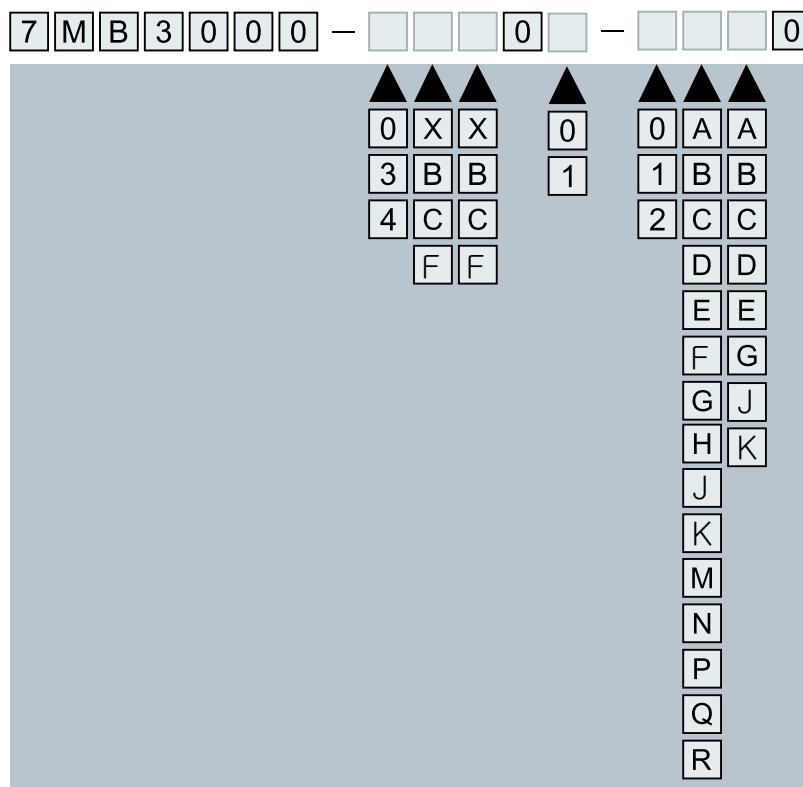 7MB3000 – 0 – 0
0 X X 0 0 A A
3 B B 1 1 B B
4 C C 2 C C
F F D D
E E
F G
G J
H K
J
K
M
N
P
Q
R